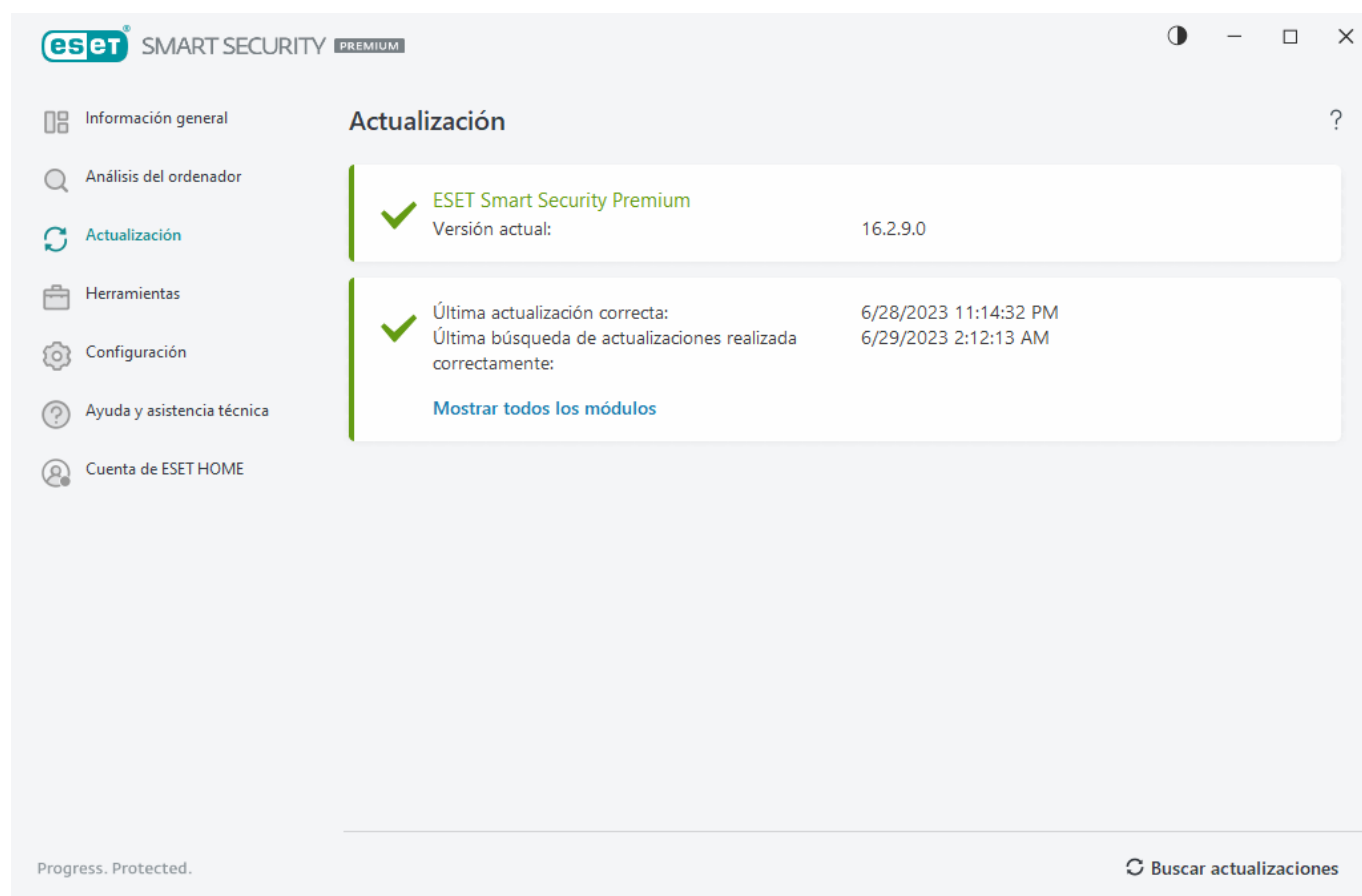 eset® SMART SECURITY PREMIUM
Información general
Análisis del ordenador
Actualización
Herramientas
Configuración
Ayuda y asistencia técnica
Cuenta de ESET HOME
Actualización ?
ESET Smart Security Premium
Versión actual: 16.2.9.0
Última actualización correcta: 6/28/2023 11:14:32 PM
Última búsqueda de actualizaciones realizada 6/29/2023 2:12:13 AM
correctamente:
Mostrar todos los módulos
Progress. Protected.
Buscar actualizaciones